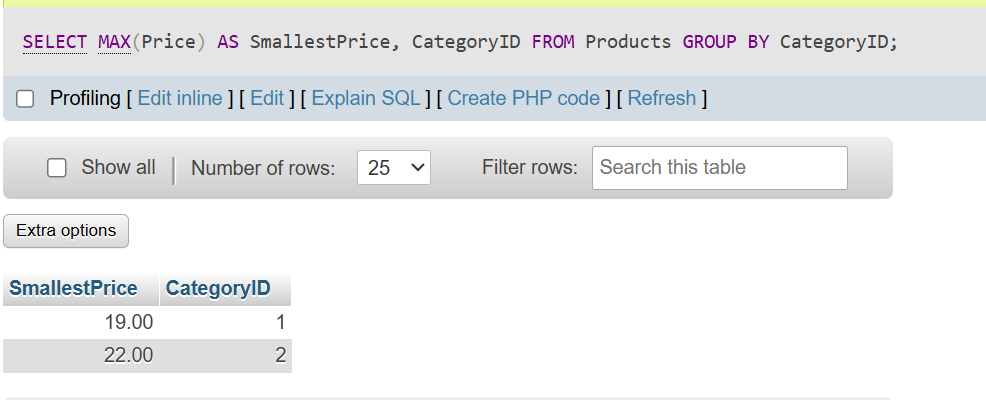 SELECT MAX(Price) AS SmallestPrice, CategoryID FROM Products GROUP BY CategoryID;
Profiling [ Edit inline ] [ Edit ] [ Explain SQL ] [ Create PHP code ] [ Refresh ]
Show all | Number of rows: 25 Filter rows: Search this table
Extra options
SmallestPrice CategoryID
19.00 1
22.00 2